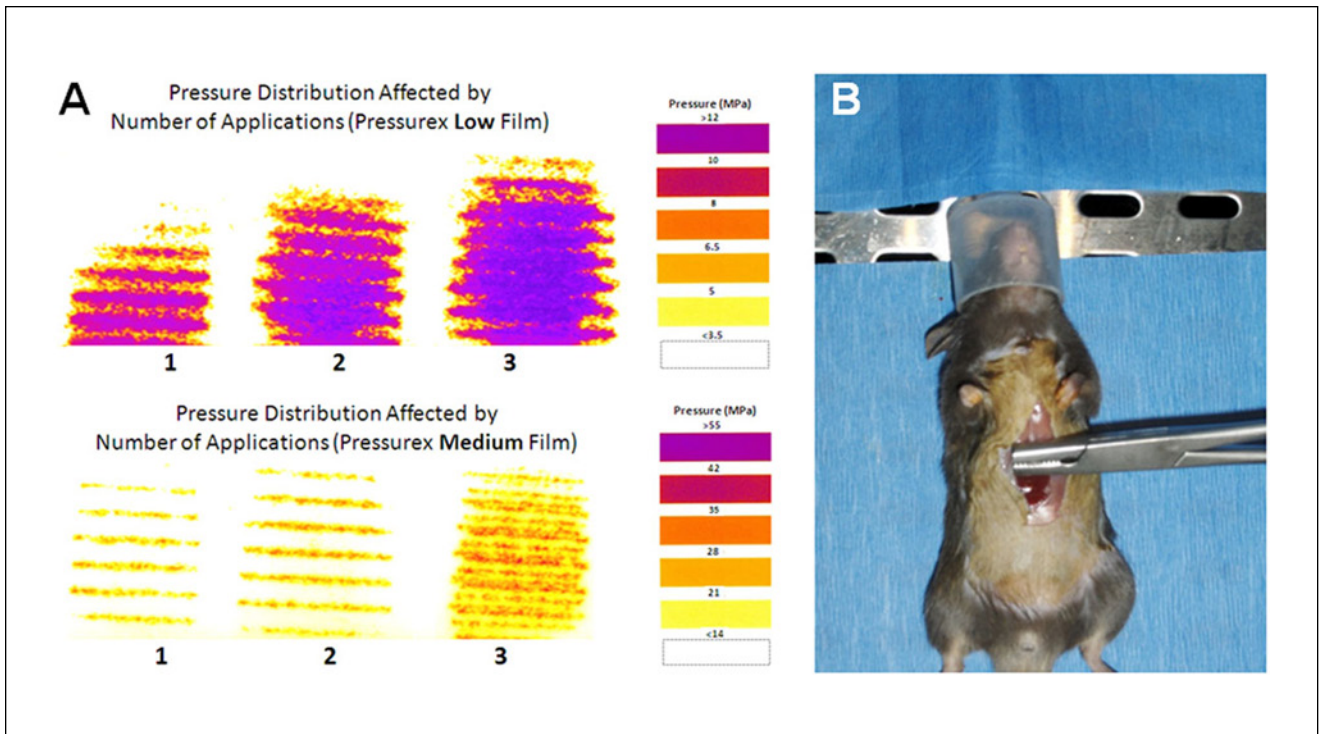 A
Pressure Distribution Affected by
Number of Applications (Pressurex Low Film)
1
2
3
Pressure (MPa)
>12
10
8
6.5
5
<3.5
Pressure Distribution Affected by
Number of Applications (Pressurex Medium Film)
1
2
3
Pressure (MPa)
>55
42
35
28
21
<14
B